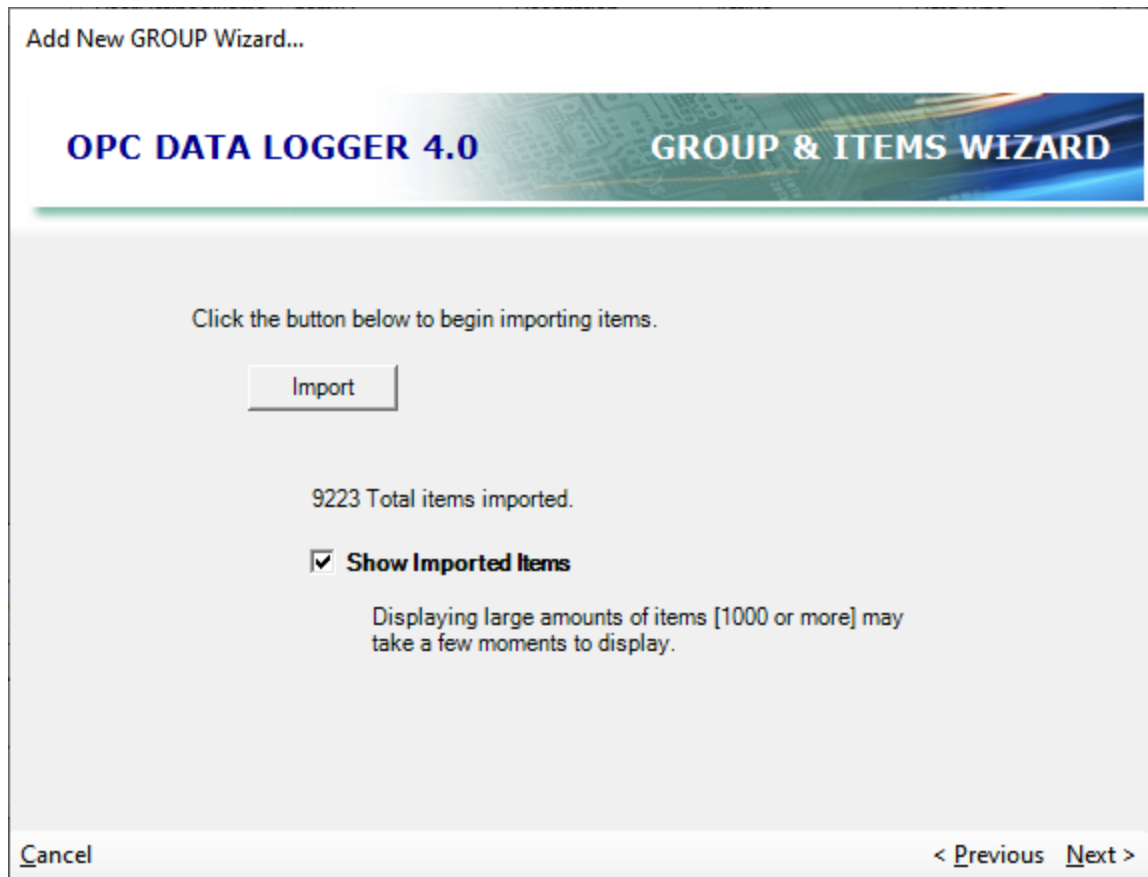 Add New GROUP Wizard...
OPC DATA LOGGER 4.0 GROUP & ITEMS WIZARD
Click the button below to begin importing items.
Import
9223 Total items imported.
Show Imported Items
Displaying large amounts of items [1000 or more] may
take a few moments to display.
Cancel < Previous Next >